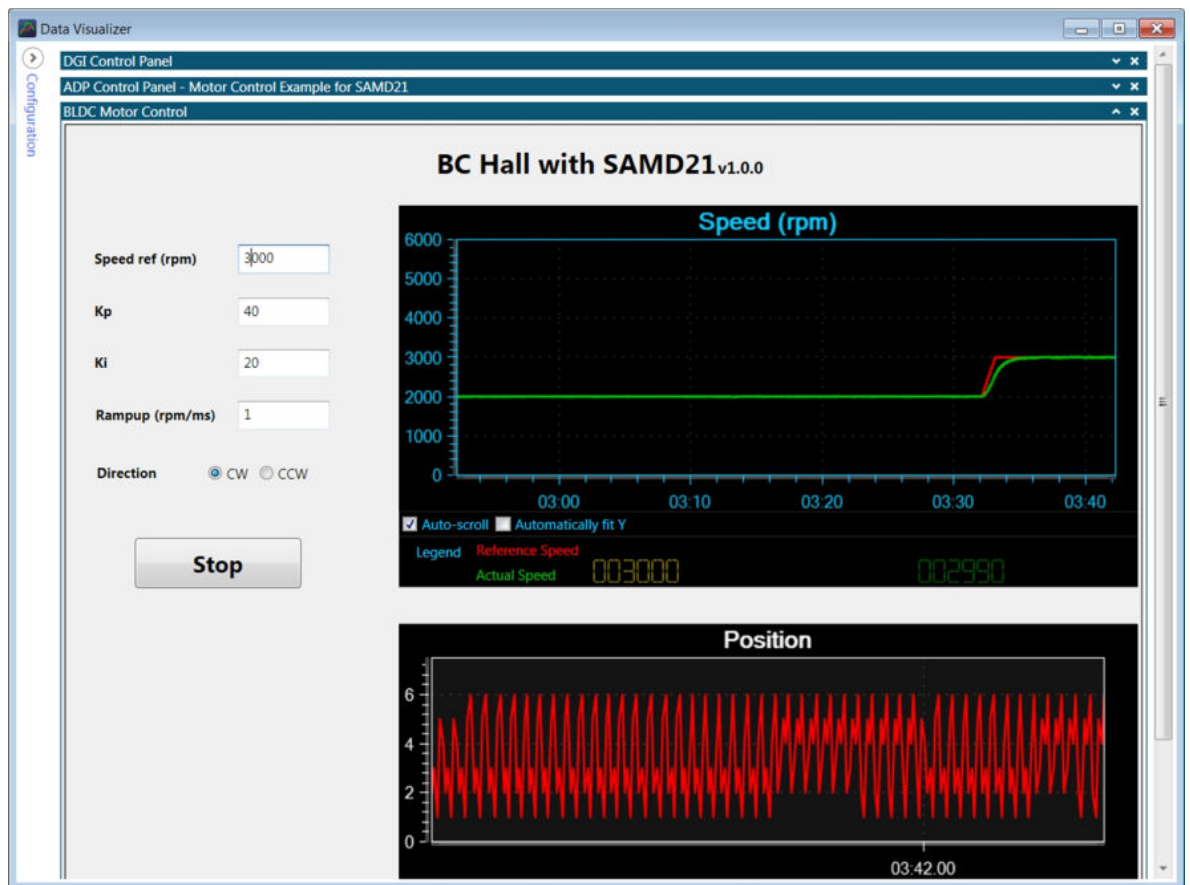 Data Visualizer
Configuration
DGI Control Panel
ADP Control Panel - Motor Control Example for SAMD21
BLDC Motor Control
BC Hall with SAMD21 v1.0.0
Speed ref (rpm) 3000
Kp 40
Ki 20
Rampup (rpm/ms) 1
Direction CW CCW
Stop
Speed (rpm)
6000
5000
4000
3000
2000
1000
0
03:00 03:10 03:20 03:30 03:40
Auto-scroll Automatically fit Y
Legend Reference Speed
Actual Speed 003000 002990
Position
6
4
2
0
03:42.00